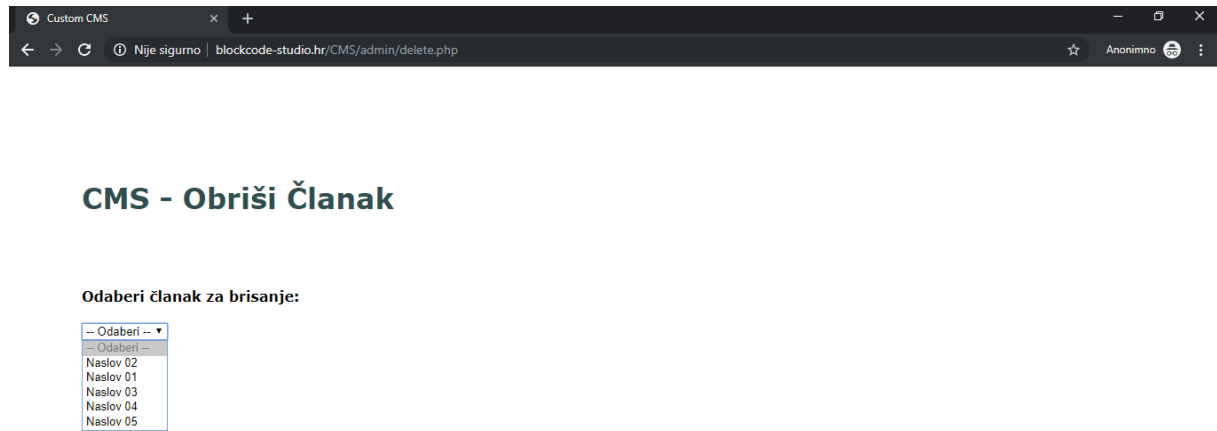 Custom CMS
Nije sigurno | blockcode-studio.hr/CMS/admin/delete.php
Anonimno
CMS - Obriši Članak
Odaberi članak za brisanje:
-- Odaberi --
-- Odaberi --
Naslov 02
Naslov 01
Naslov 03
Naslov 04
Naslov 05